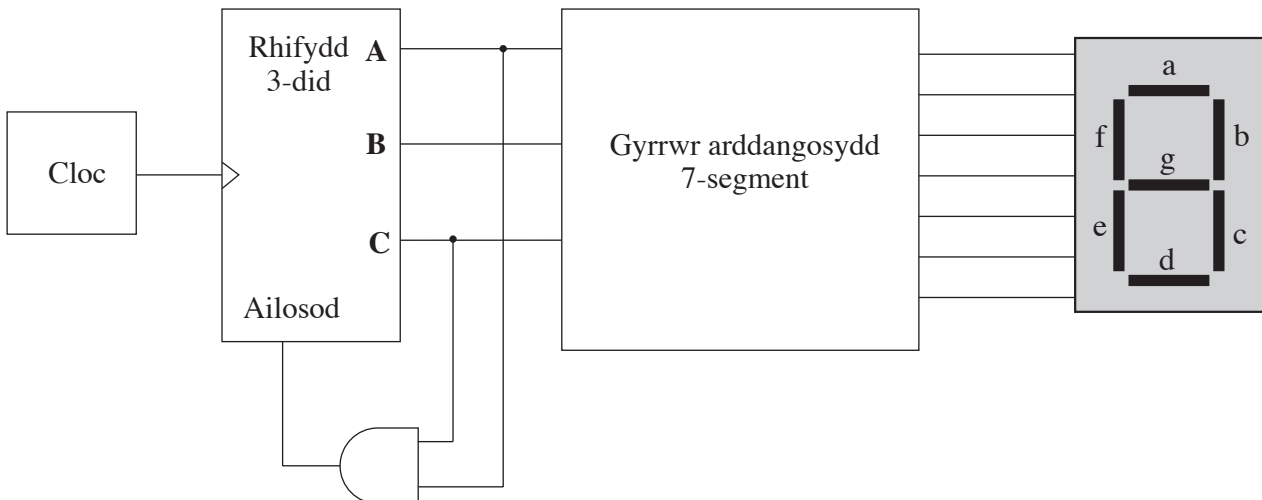 Cloc
Rhifydd
3-did
A
B
C
Ailosod
Gyrrwr arddangosydd
7-segment
a
f
b
g
e
c
d